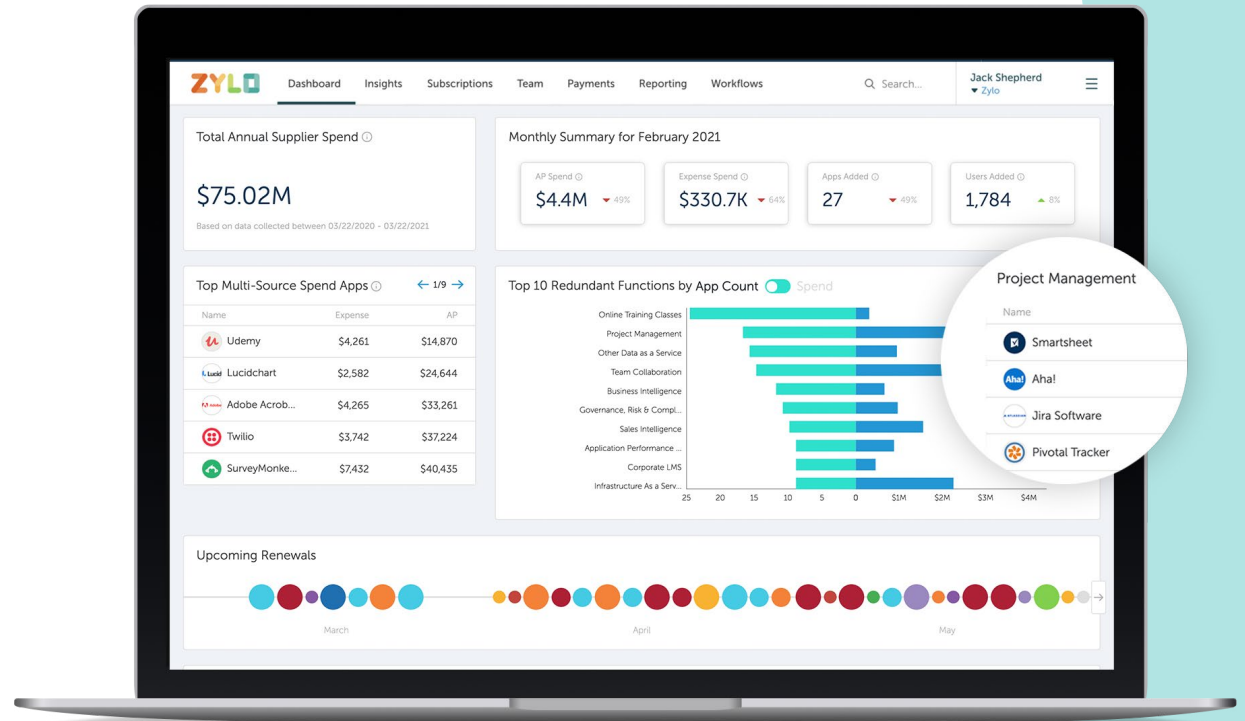 ZYLO Dashboard Insights Subscriptions Team Payments Reporting Workflows Search... Jack Shepherd
Zylo
Total Annual Supplier Spend
$75.02M
Based on data collected between 03/22/2020 - 03/22/2021
Monthly Summary for February 2021
AP Spend
$4.4M 49%
Expense Spend
$330.7K 64%
Apps Added
27 49%
Users Added
1,784 8%
Top Multi-Source Spend Apps 1/9
Name Expense AP
Udemy $4,261 $14,870
Lucid Lucidchart $2,582 $24,644
Adobe Acrob... $4,265 $33,261
Twilio $3,742 $37,224
SurveyMonke... $7,432 $40,435
Top 10 Redundant Functions by App Count Spend
Online Training Classes
Project Management
Other Data as a Service
Team Collaboration
Business Intelligence
Governance, Risk & Compl...
Sales Intelligence
Application Performance ...
Corporate LMS
Infrastructure As a Serv...
25 20 15 10 5 0 $1M $2M $3M $4M
Project Management
Name
Smartsheet
Aha! Aha!
Jira Software
Pivotal Tracker
Upcoming Renewals
March April May